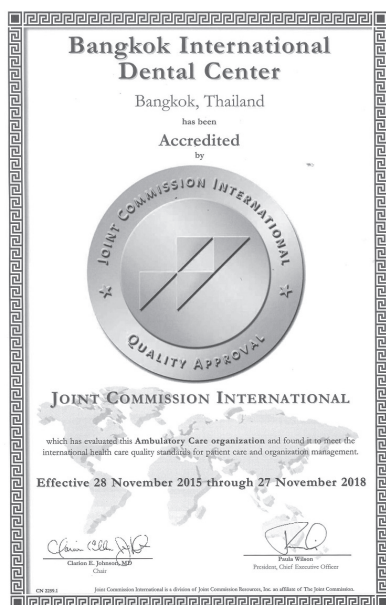 Bangkok International
Dental Center
Bangkok, Thailand
has been
Accredited
by
JOINT COMMISSION INTERNATIONAL
QUALITY APPROVAL
JOINT COMMISSION INTERNATIONAL
which has evaluated this Ambulatory Care organization and found it to meet the
international health care quality standards for patient care and organization management.
Effective 28 November 2015 through 27 November 2018
Clarion E. Johnson, MD
Chair
Paula Wilson
President, Chief Executive Officer
CN 2259.1
Joint Commission International is a division of Joint Commission Resources, Inc. an affiliate of The Joint Commission.